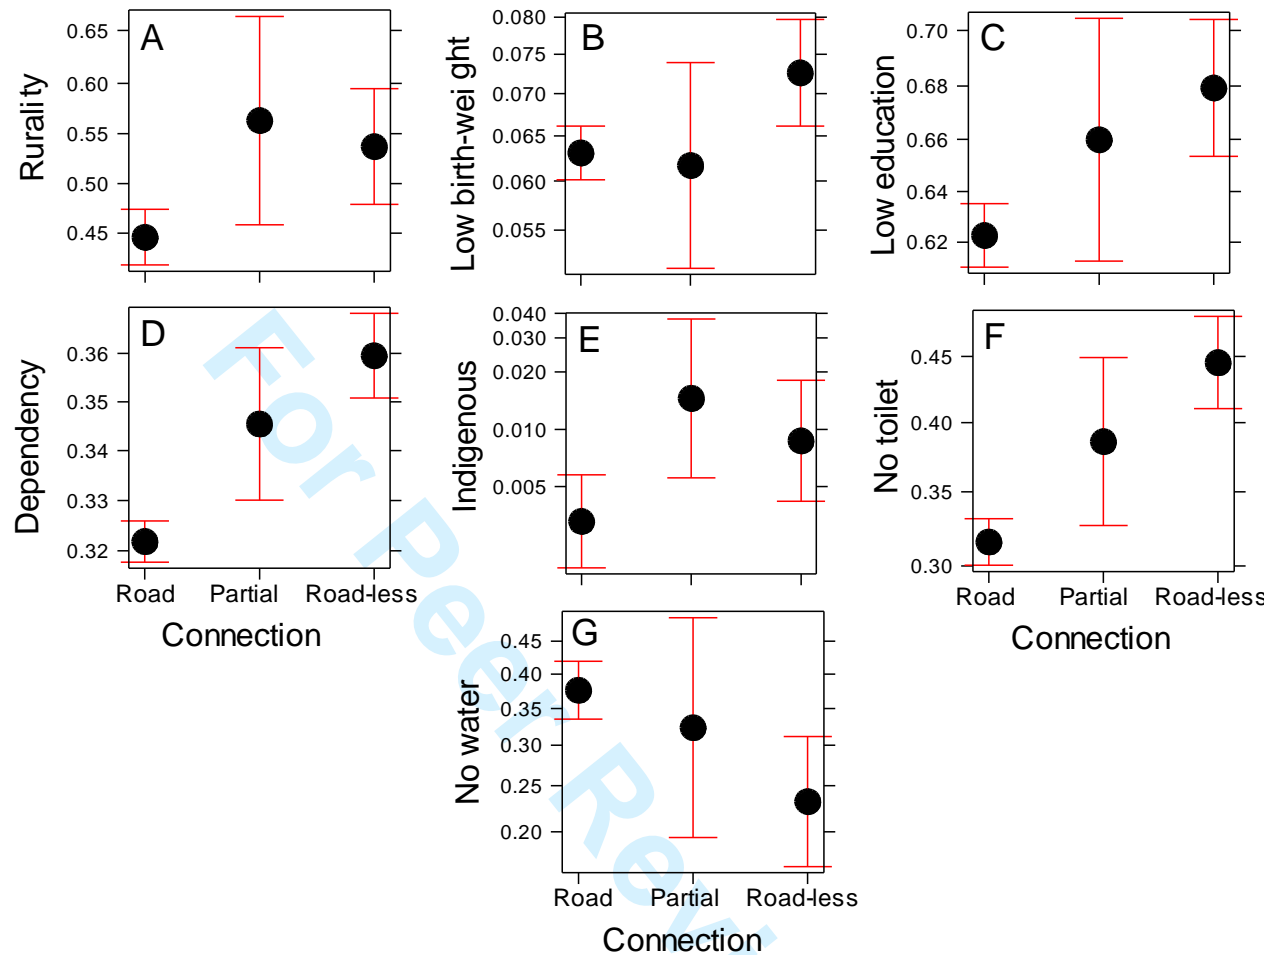 A
Rurality
0.65
0.60
0.55
0.50
0.45
B
Low birth-wei ght
0.080
0.075
0.070
0.065
0.060
0.055
C
Low education
0.70
0.68
0.66
0.64
0.62
D
Dependency
0.36
0.35
0.34
0.33
0.32
Road Partial Road-less
Connection
E
Indigenous
0.040
0.030
0.020
0.010
0.005
F
No toilet
0.45
0.40
0.35
0.30
Road Partial Road-less
Connection
G
No water
0.45
0.40
0.35
0.30
0.25
0.20
Road Partial Road-less
Connection
For Peer Rev